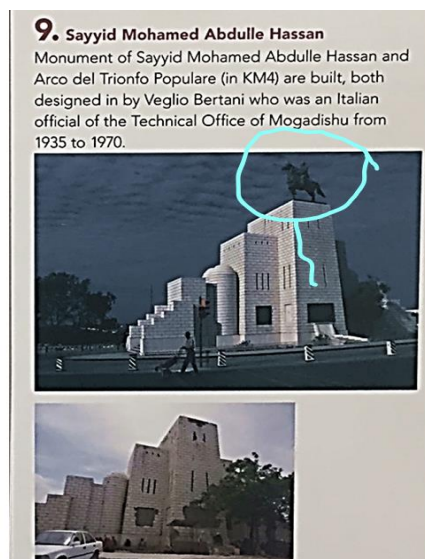 9. Sayyid Mohamed Abdulle Hassan
Monument of Sayyid Mohamed Abdulle Hassan and
Arco del Trionfo Populare (in KM4) are built, both
designed in by Veglio Bertani who was an Italian
official of the Technical Office of Mogadishu from
1935 to 1970.